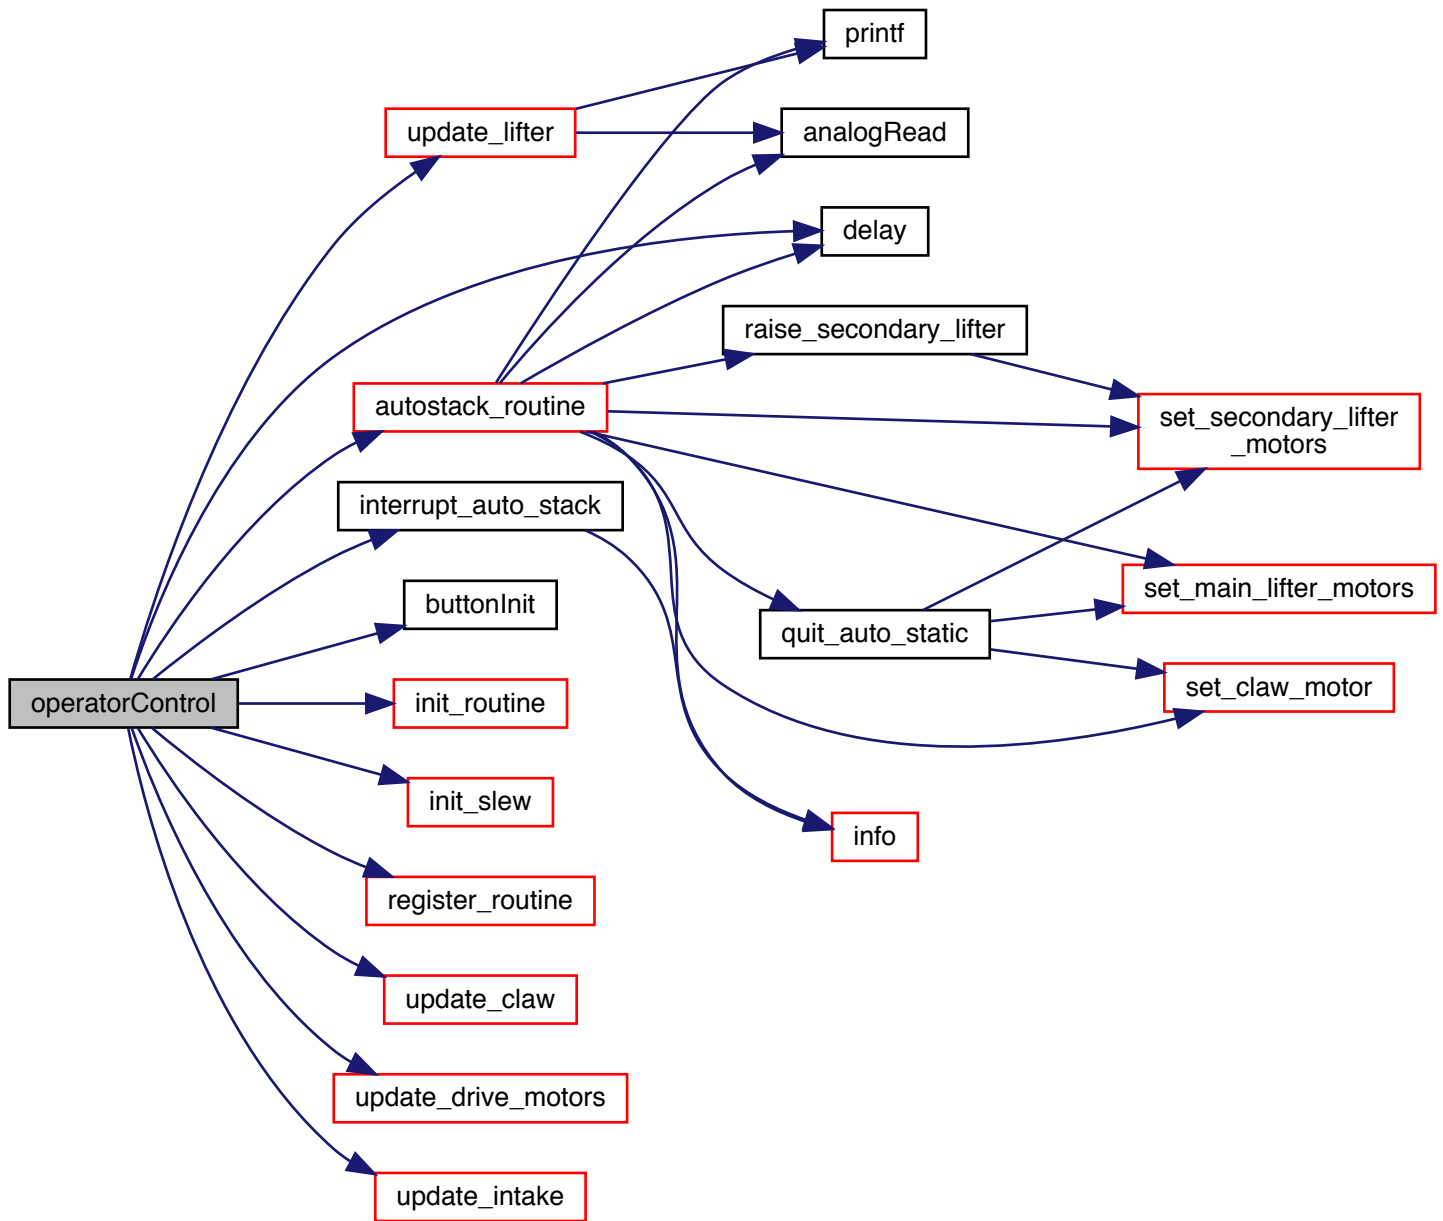 printf
update_lifter
analogRead
delay
raise_secondary_lifter
autostack_routine
set_secondary_lifter
_motors
interrupt_auto_stack
set_main_lifter_motors
buttonInit
quit_auto_static
set_claw_motor
operatorControl
init_routine
init_slew
info
register_routine
update_claw
update_drive_motors
update_intake